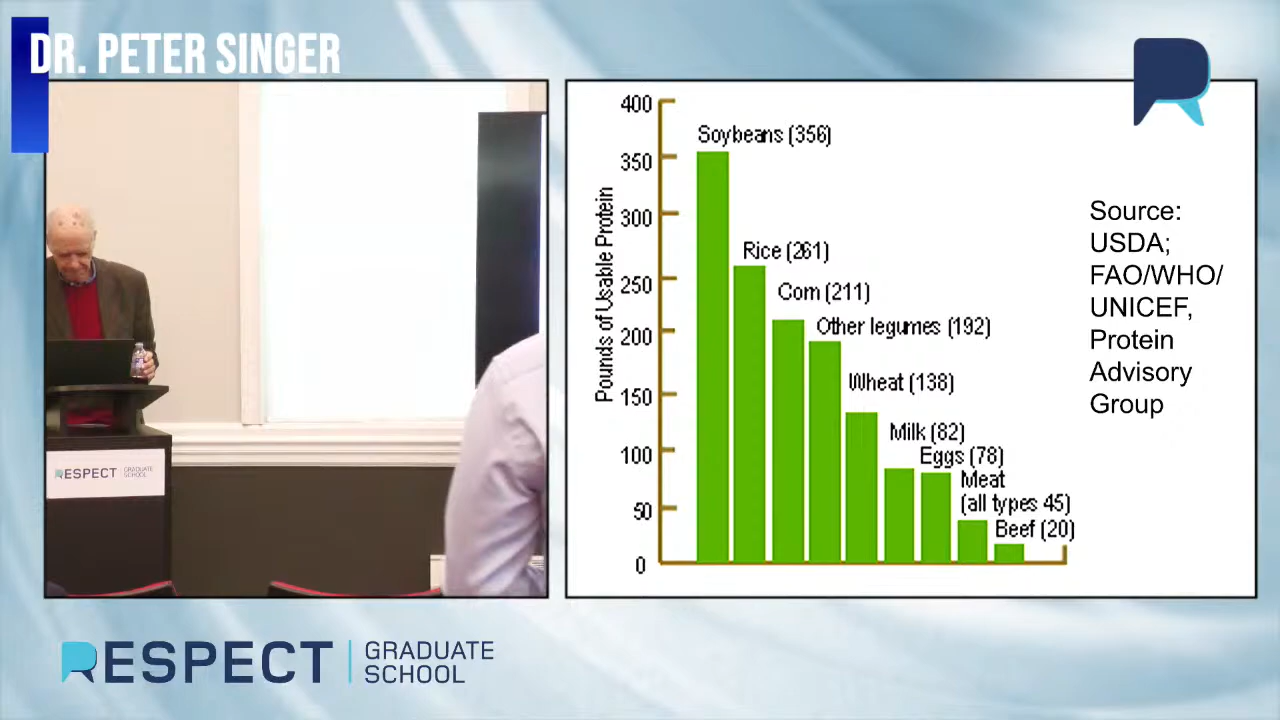 DR. PETER SINGER
RESPECT
GRADUATE
SCHOOL
400
350
300
250
200
150
100
50
0
Pounds of Usable Protein
Soybeans (356)
Rice (261)
Corn (211)
Other legumes (192)
Wheat (138)
Milk (82)
Eggs (78)
Meat
(all types 45)
Beef (20)
Source:
USDA;
FAO/WHO/
UNICEF,
Protein
Advisory
Group
RESPECT
GRADUATE
SCHOOL